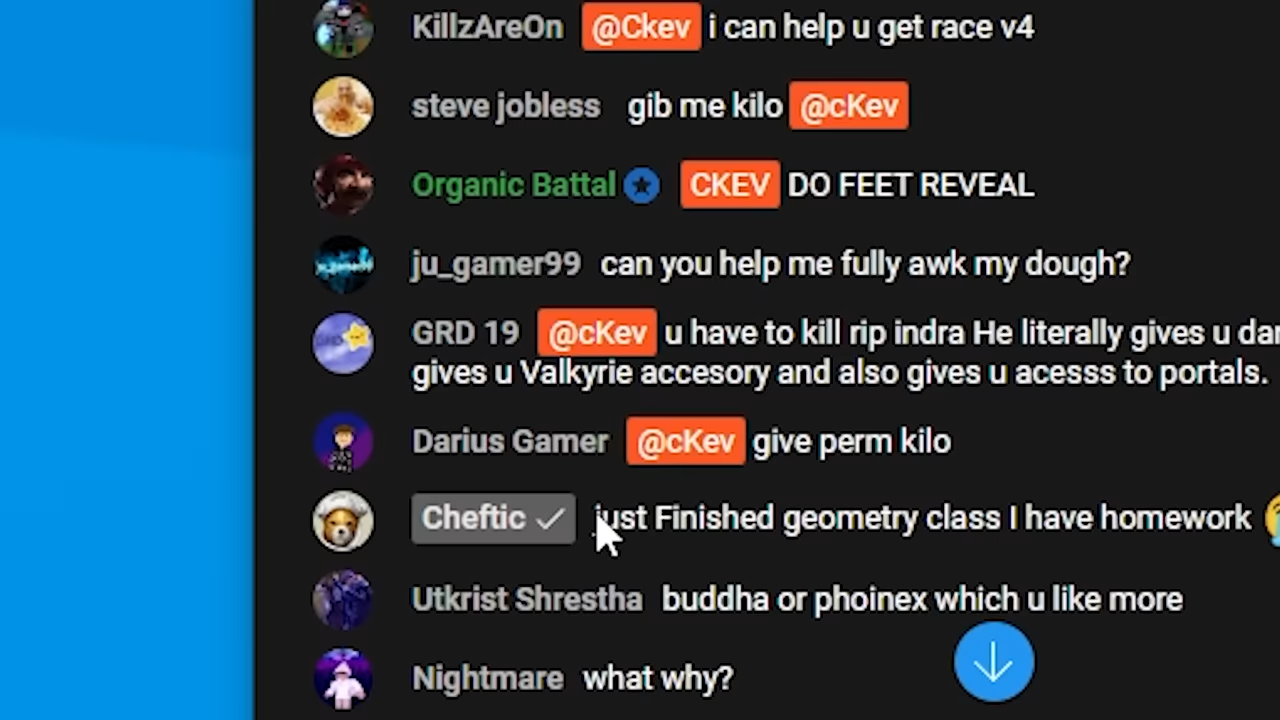 KillzAreOn @Ckev i can help u get race v4
steve jobless gib me kilo @cKev
Organic Battal CKEV DO FEET REVEAL
ju_gamer99 can you help me fully awk my dough?
GRD 19 @cKev u have to kill rip indra He literally gives u
gives u Valkyrie accesory and also gives u acesss to portals.
Darius Gamer @cKev give perm kilo
Cheftic just Finished geometry class I have homework
Utkrist Shrestha buddha or phoinex which u like more
Nightmare what why?